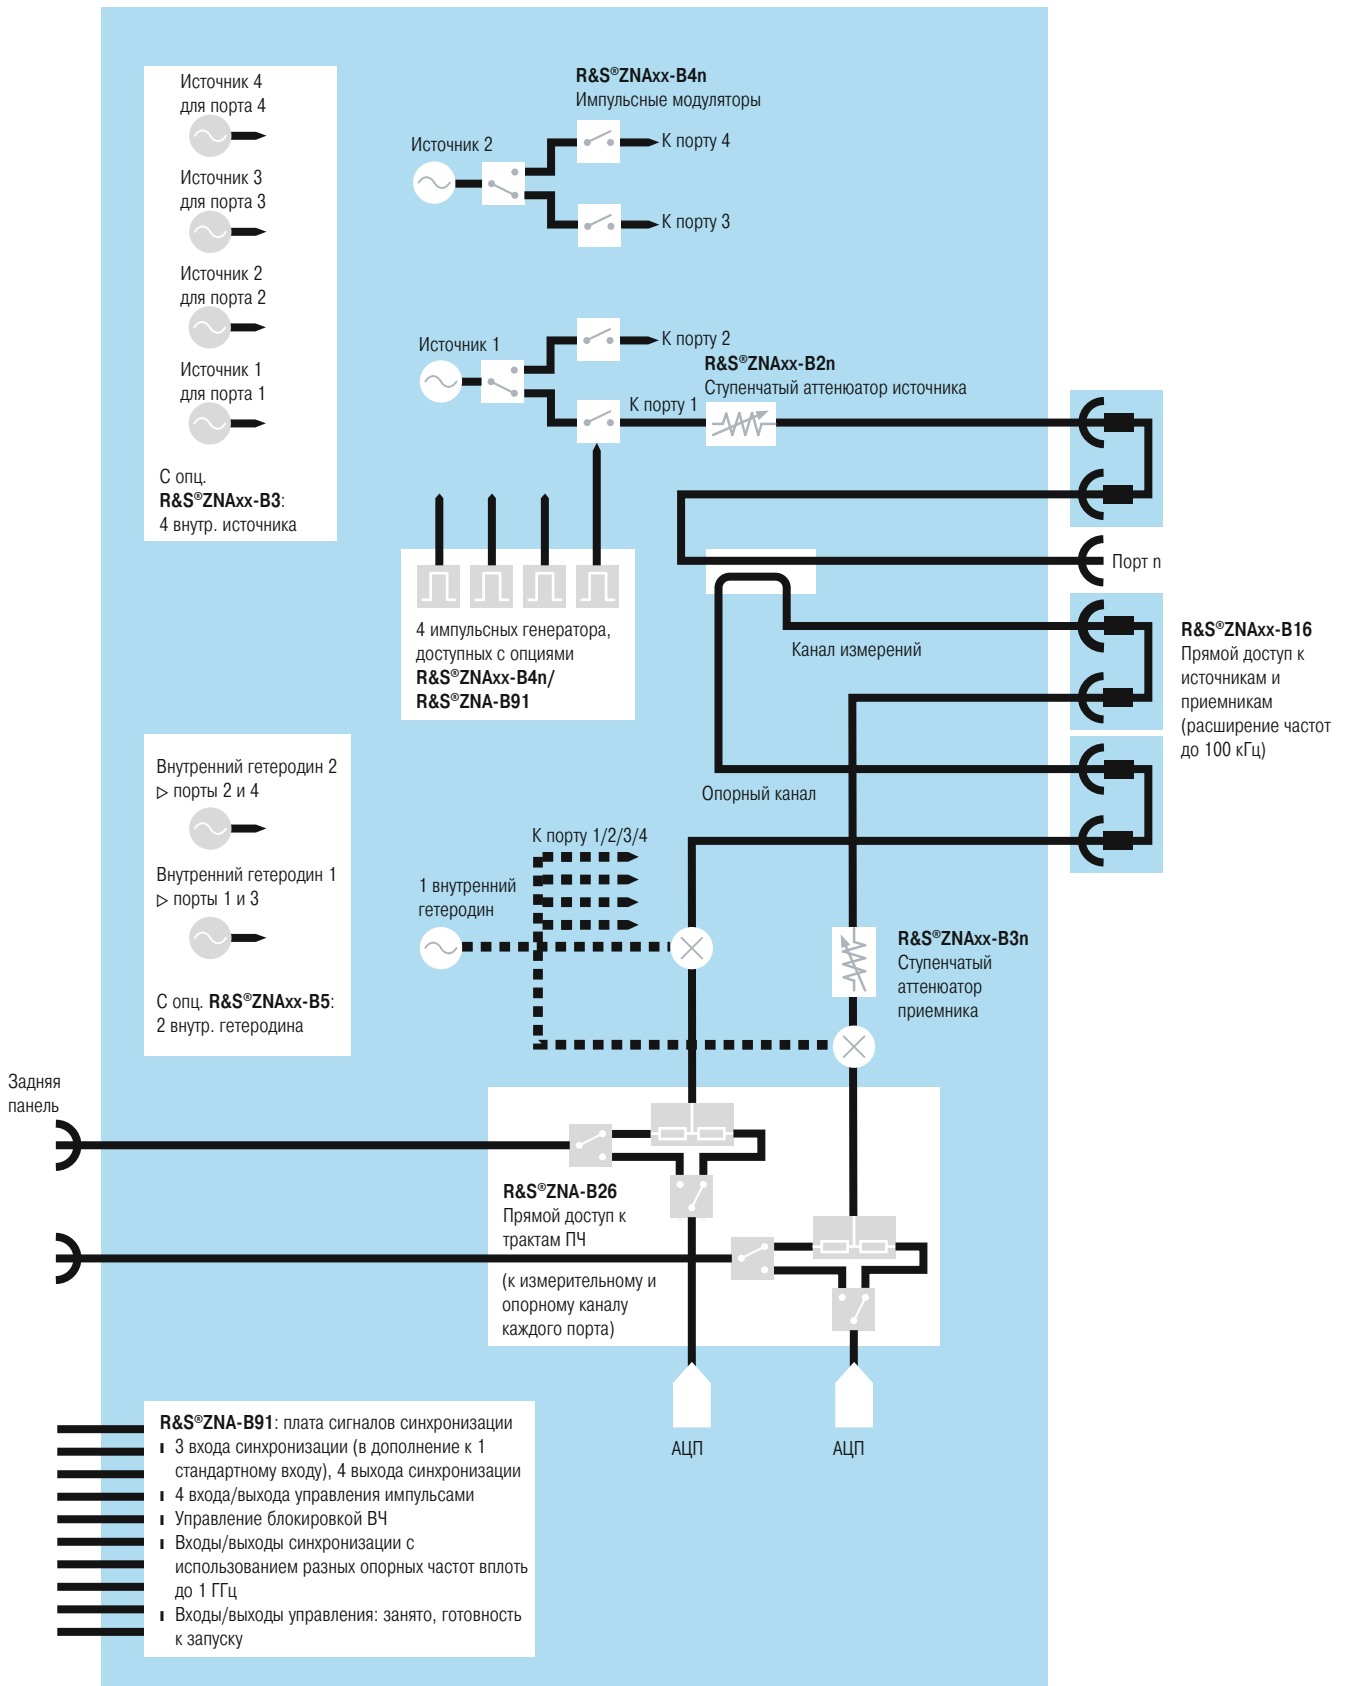 Источник 4
для порта 4
Источник 3
для порта 3
Источник 2
для порта 2
Источник 1
для порта 1
С опц.
R&S®ZNAxx-B3:
4 внутр. источника
R&S®ZNAxx-B4n
Импульсные модуляторы
Источник 2
К порту 4
К порту 3
Источник 1
К порту 2
К порту 1
R&S®ZNAxx-B2n
Ступенчатый аттенюатор источника
4 импульсных генератора,
доступных с опциями
R&S®ZNAxx-B4n/
R&S®ZNA-B91
Порт n
Канал измерений
Опорный канал
R&S®ZNAxx-B16
Прямой доступ к
источникам и
приемникам
(расширение частот
до 100 кГц)
Внутренний гетеродин 2
▷ порты 2 и 4
Внутренний гетеродин 1
▷ порты 1 и 3
С опц. R&S®ZNAxx-B5:
2 внутр. гетеродина
К порту 1/2/3/4
1 внутренний
гетеродин
R&S®ZNAxx-B3n
Ступенчатый
аттенюатор
приемника
Задняя
панель
R&S®ZNA-B26
Прямой доступ к
трактам ПЧ
(к измерительному и
опорному каналу
каждого порта)
АЦП
АЦП
R&S®ZNA-B91: плата сигналов синхронизации
3 входа синхронизации (в дополнение к 1
стандартному входу), 4 выхода синхронизации
4 входа/выхода управления импульсами
Управление блокировкой ВЧ
Входы/выходы синхронизации с
использованием разных опорных частот вплоть
до 1 ГГц
Входы/выходы управления: занято, готовность
к запуску